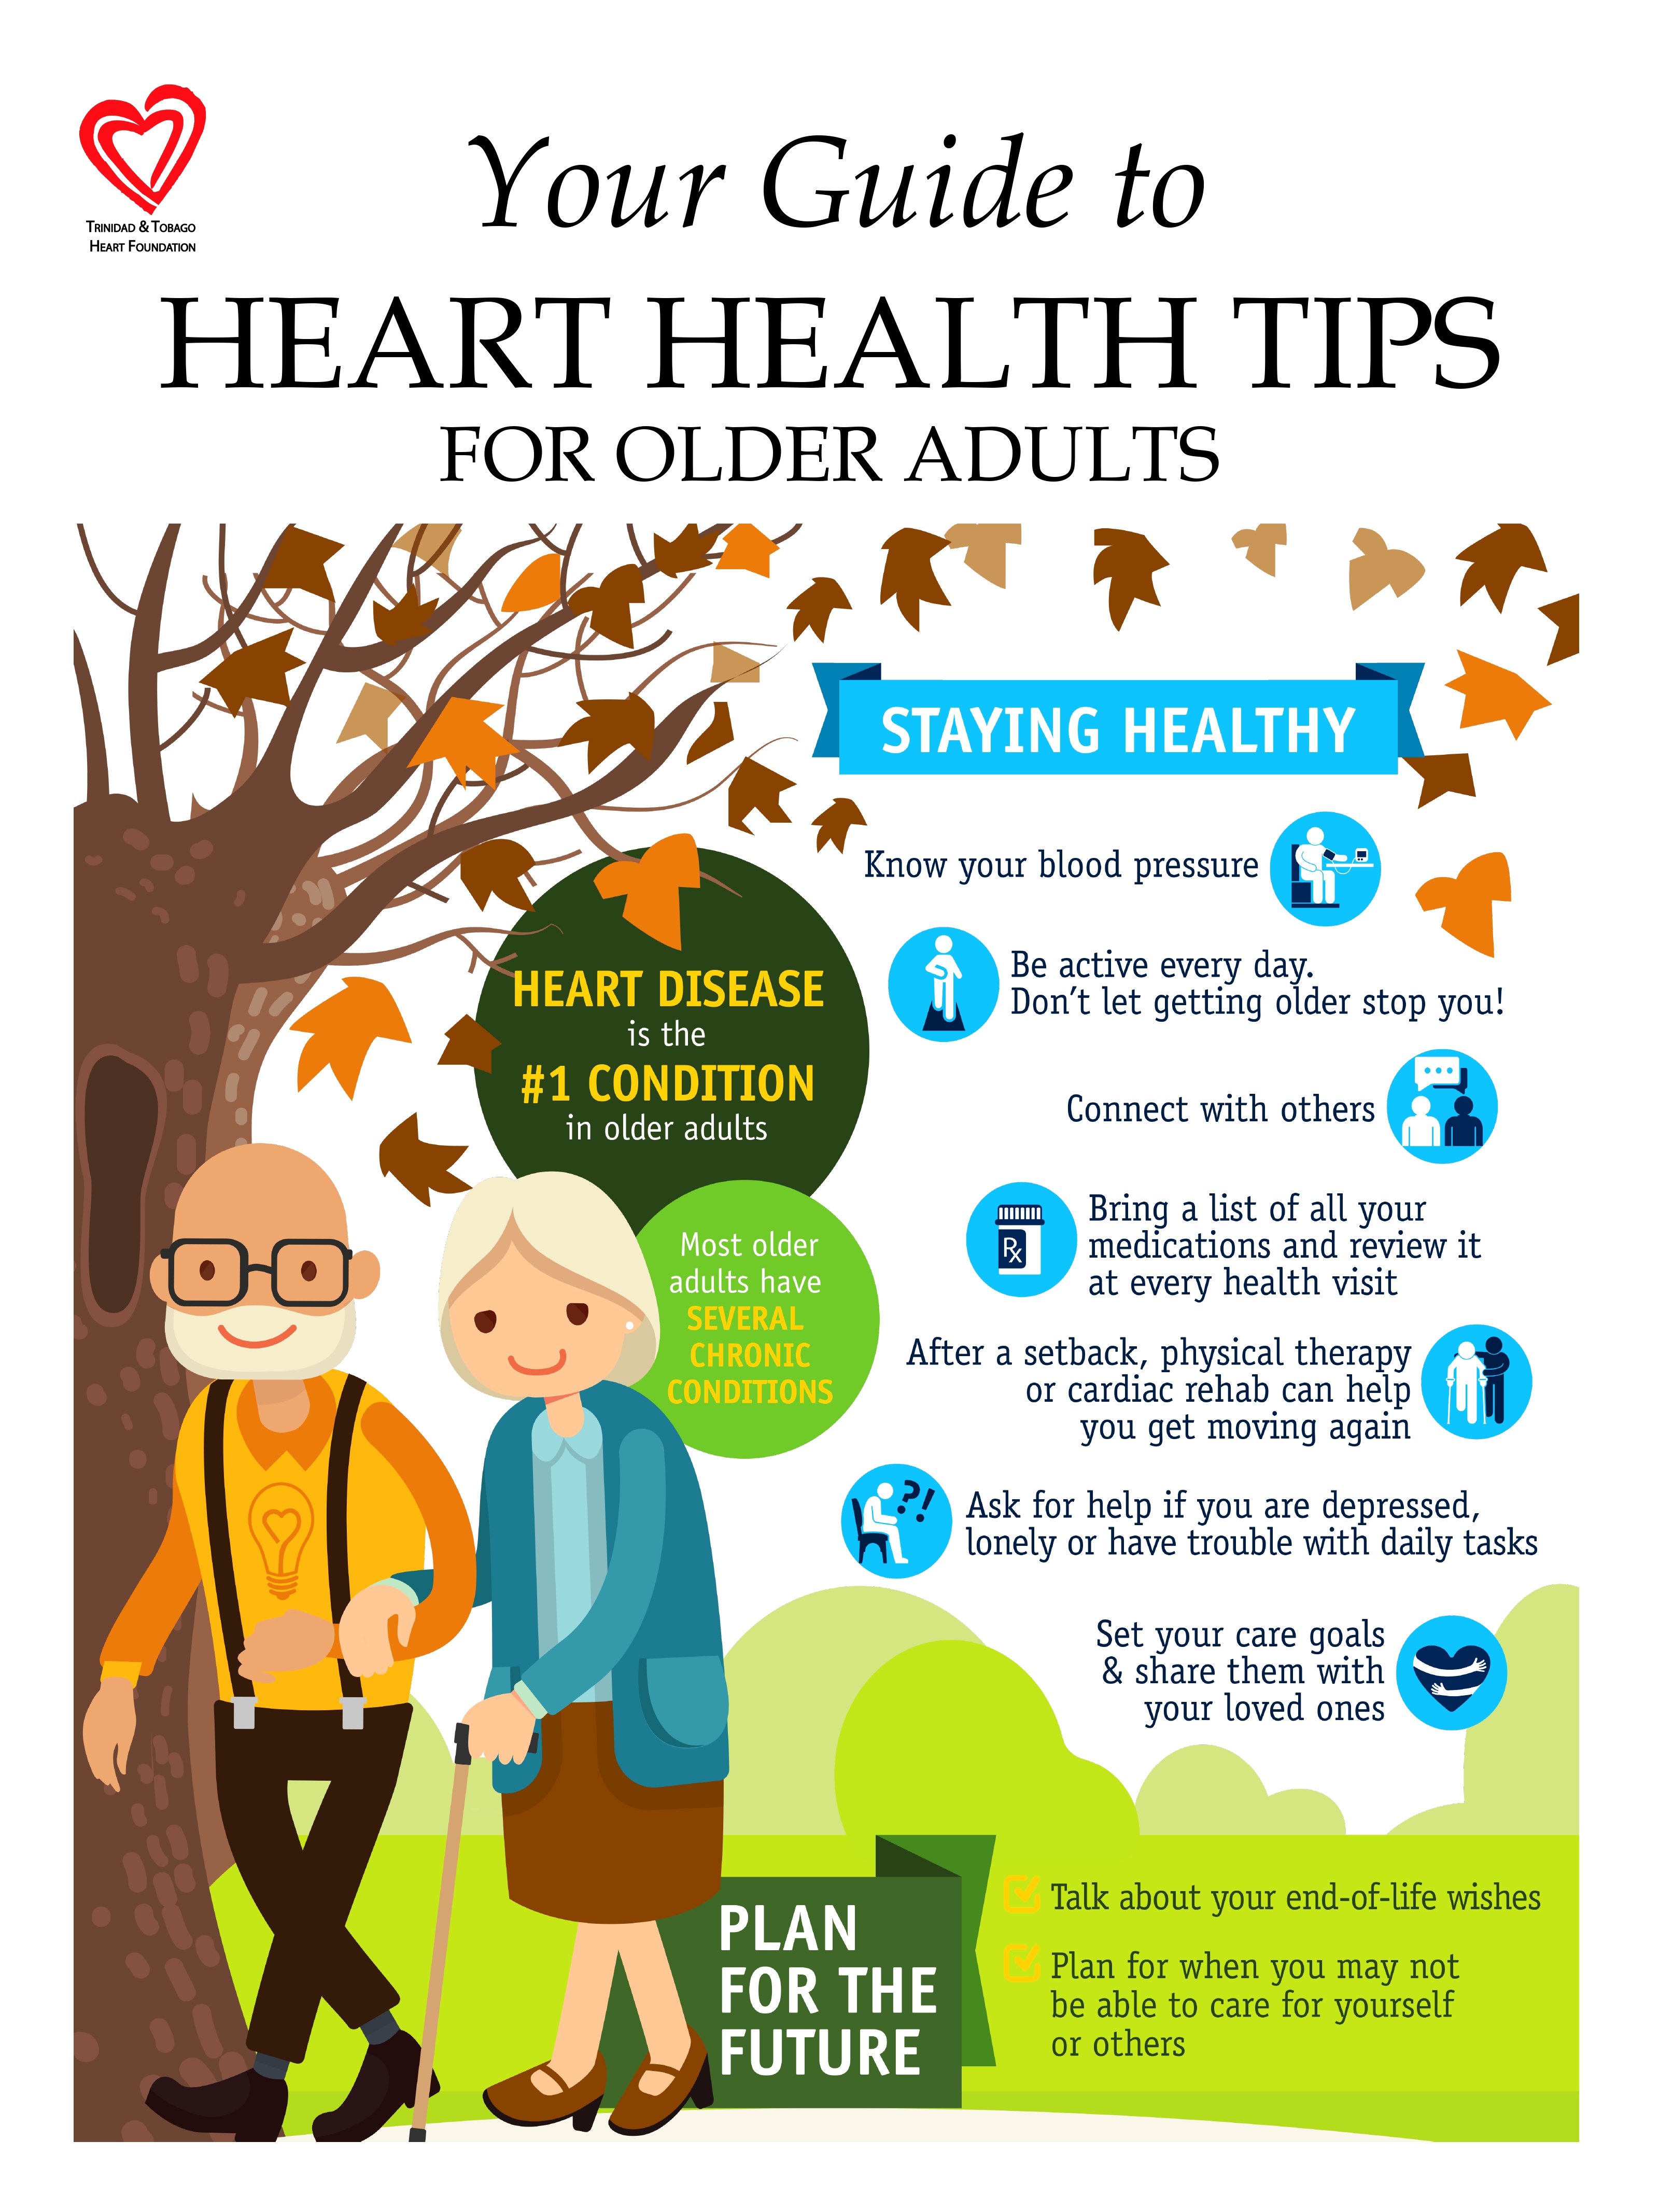 TRINIDAD & TOBAGO
HEART FOUNDATION
Your Guide to
HEART HEALTH TIPS
FOR OLDER ADULTS
STAYING HEALTHY
Know your blood pressure
Be active every day.
Don't let getting older stop you!
Connect with others
Rx
Bring a list of all your
medications and review it
at every health visit
After a setback, physical therapy
or cardiac rehab can help
you get moving again
?!
Ask for help if you are depressed,
lonely or have trouble with daily tasks
Set your care goals
& share them with
your loved ones
HEART DISEASE
is the
#1 CONDITION
in older adults
Most older
adults have
SEVERAL
CHRONIC
CONDITIONS
PLAN
FOR THE
FUTURE
Talk about your end-of-life wishes
Plan for when you may not
be able to care for yourself
or others